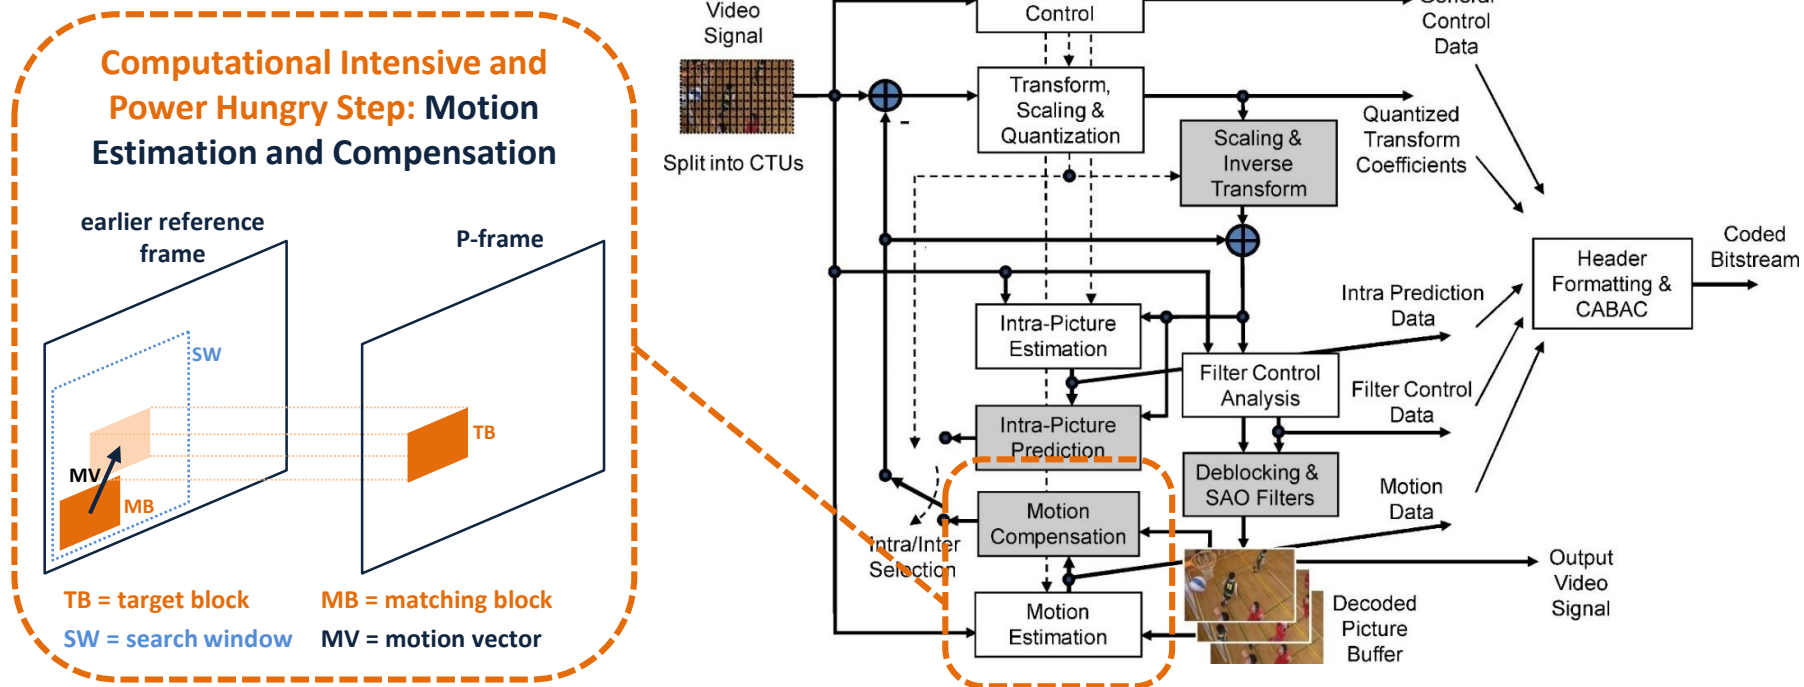 Computational Intensive and
Power Hungry Step: Motion
Estimation and Compensation
earlier reference
frame
P-frame
SW
TB
MV
MB
TB = target block
MB = matching block
SW = search window
MV = motion vector
Video
Signal
Split into CTUs
Control
General
Control
Data
Transform,
Scaling &
Quantization
-
Quantized
Transform
Coefficients
Scaling &
Inverse
Transform
Coded
Bitstream
Header
Formatting &
CABAC
Intra Prediction
Data
Intra-Picture
Estimation
Filter Control
Analysis
Filter Control
Data
Intra-Picture
Prediction
Deblocking &
SAO Filters
Motion
Data
Motion
Compensation
Intra/Inter
Selection
Output
Video
Signal
Motion
Estimation
Decoded
Picture
Buffer